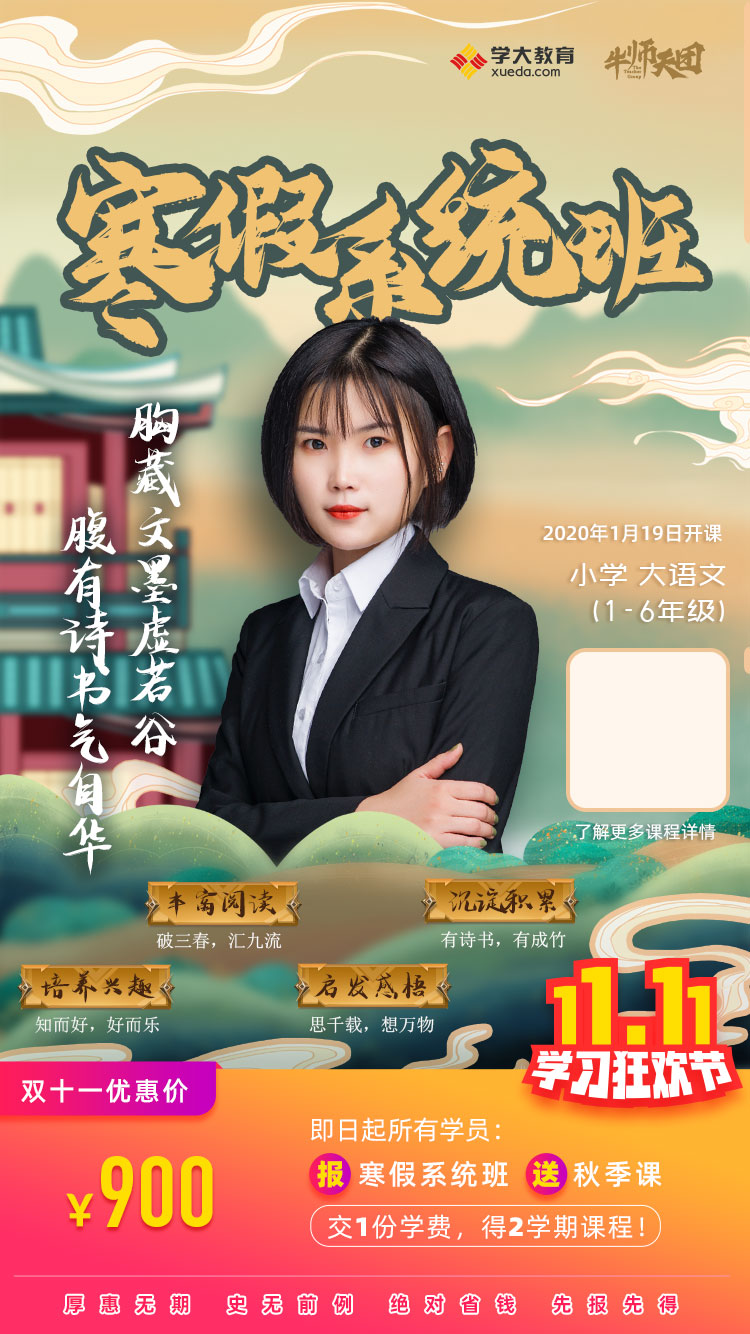 学大教育
xueda.com
牛师天团
The
Teacher
Group
寒假系统班
胸藏文墨虚若谷
腹有诗书气自华
2020年1月19日开课
小学 大语文
(1-6年级)
了解更多课程详情
丰富阅读
破三春，汇九流
沉淀积累
有诗书，有成竹
培养兴趣
知而好，好而乐
启发感悟
思千载，想万物
11.11
学习狂欢节
双十一优惠价
¥900
即日起所有学员：
报 寒假系统班 送 秋季课
交1份学费，得2学期课程！
厚惠无期 史无前例 绝对省钱 先报先得